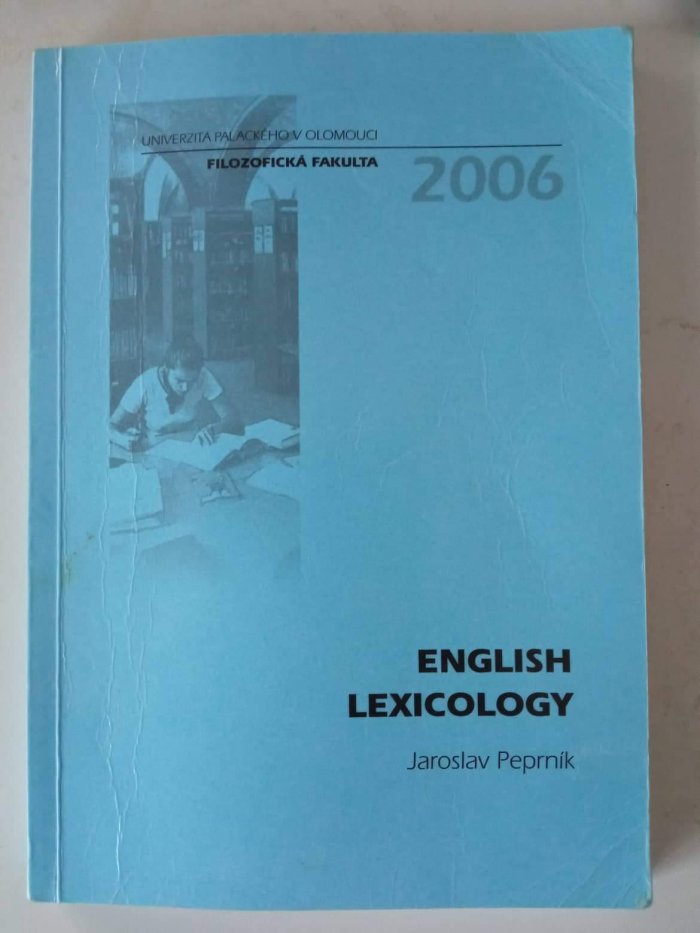 UNIVERZITA PALACKÉHO V OLOMOUCI
FILOZOFICKÁ FAKULTA
2006
ENGLISH
LEXICOLOGY
Jaroslav Peprník